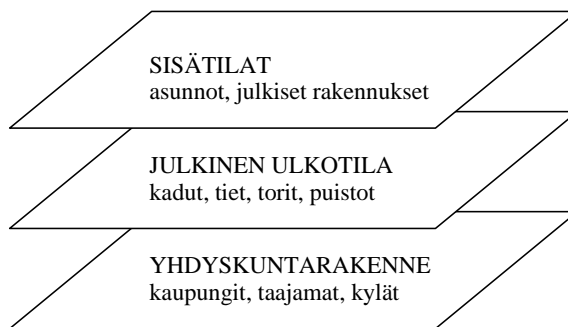 SISÄTILAT
asunnot, julkiset rakennukset
JULKINEN ULKOTILA
kadut, tiet, torit, puistot
YHDYSKUNTARAKENNE
kaupungit, taajamat, kylät